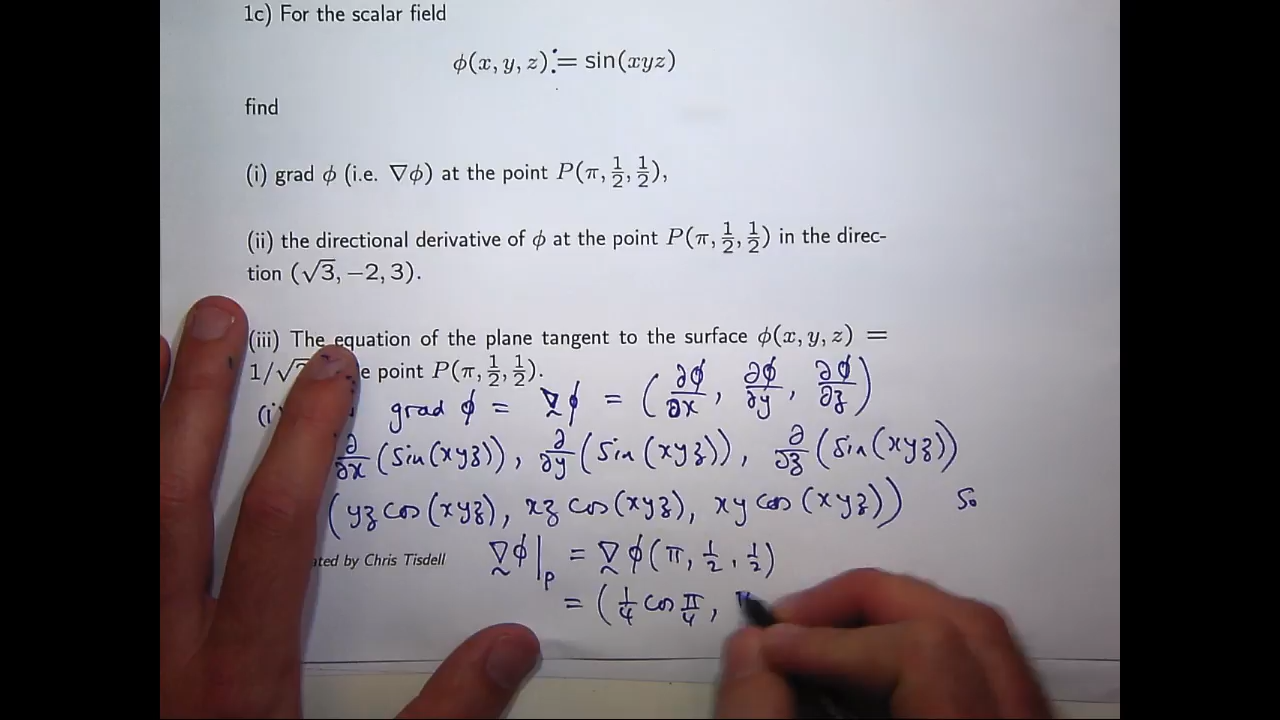 1c) For the scalar field
ϕ(x, y, z) := sin(xyz)
find
(i) grad ϕ (i.e. ∇ϕ) at the point P(π, 1/2, 1/2),
(ii) the directional derivative of ϕ at the point P(π, 1/2, 1/2) in the direc-
tion (√3, −2, 3).
(iii) The equation of the plane tangent to the surface ϕ(x, y, z) =
1/√ e point P(π, 1/2, 1/2).
(i grad ϕ = ∇ϕ = (∂ϕ/∂x, ∂ϕ/∂y, ∂ϕ/∂z)
∂/∂x (sin(xyz)), ∂/∂y (sin(xyz)), ∂/∂z (sin(xyz))
(yz cos(xyz), xz cos(xyz), xy cos(xyz)) So
ted by Chris Tisdell ∇ϕ|P = ∇ϕ(π, 1/2, 1/2)
= (1/4 cos π/4,